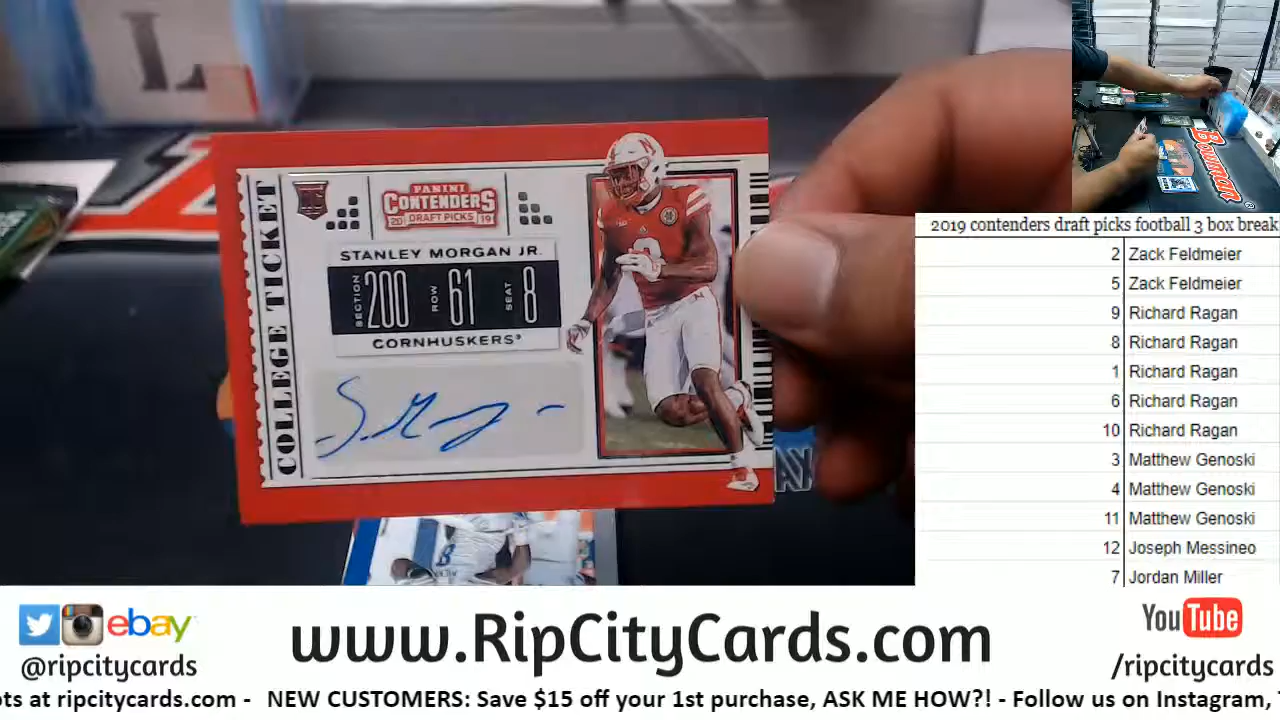 L
RC
PANINI
CONTENDERS
20 DRAFT PICKS 19
COLLEGE TICKET
STANLEY MORGAN JR.
SECTION 200 ROW 61 SEAT 8
CORNHUSKERS
N
Bowman
2019 contenders draft picks football 3 box break
2 Zack Feldmeier
5 Zack Feldmeier
9 Richard Ragan
8 Richard Ragan
1 Richard Ragan
6 Richard Ragan
10 Richard Ragan
3 Matthew Genoski
4 Matthew Genoski
11 Matthew Genoski
12 Joseph Messineo
7 Jordan Miller
ebay
@ripcitycards
www.RipCityCards.com
YouTube
/ripcitycards
ots at ripcitycards.com - NEW CUSTOMERS: Save $15 off your 1st purchase, ASK ME HOW?! - Follow us on Instagram,